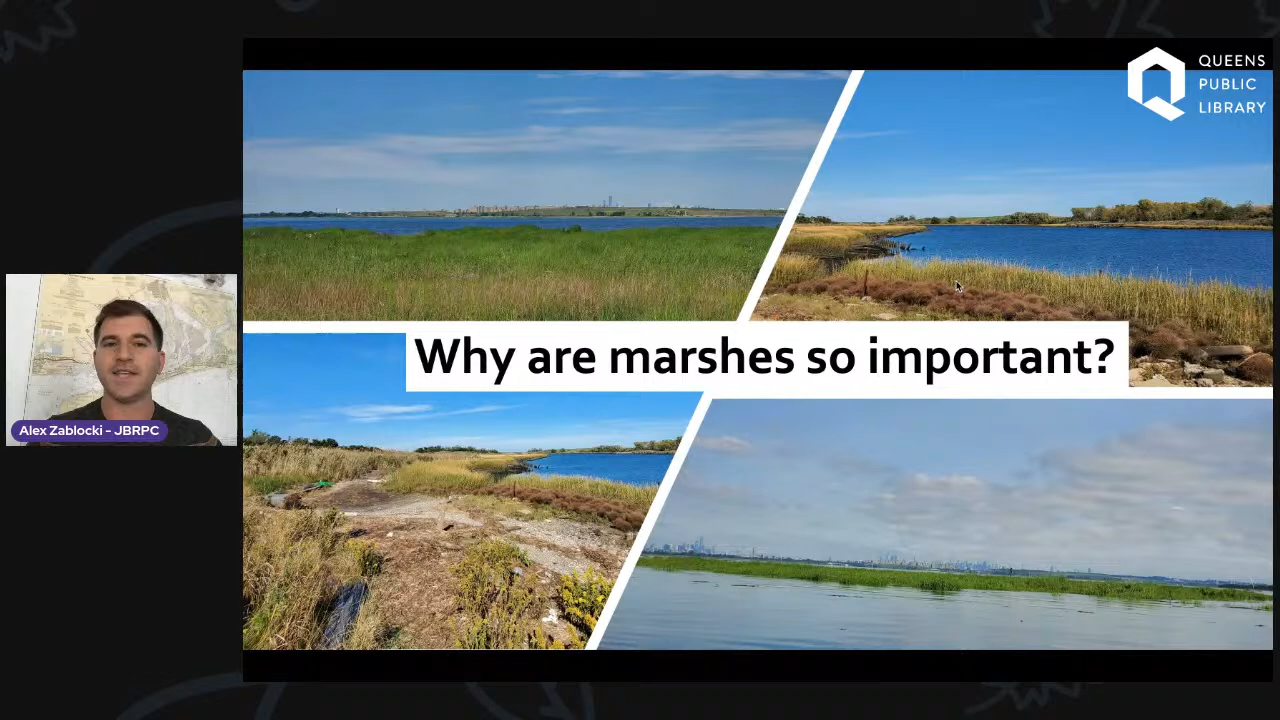 QUEENS
PUBLIC
LIBRARY
Why are marshes so important?
Alex Zablocki - JBRPC